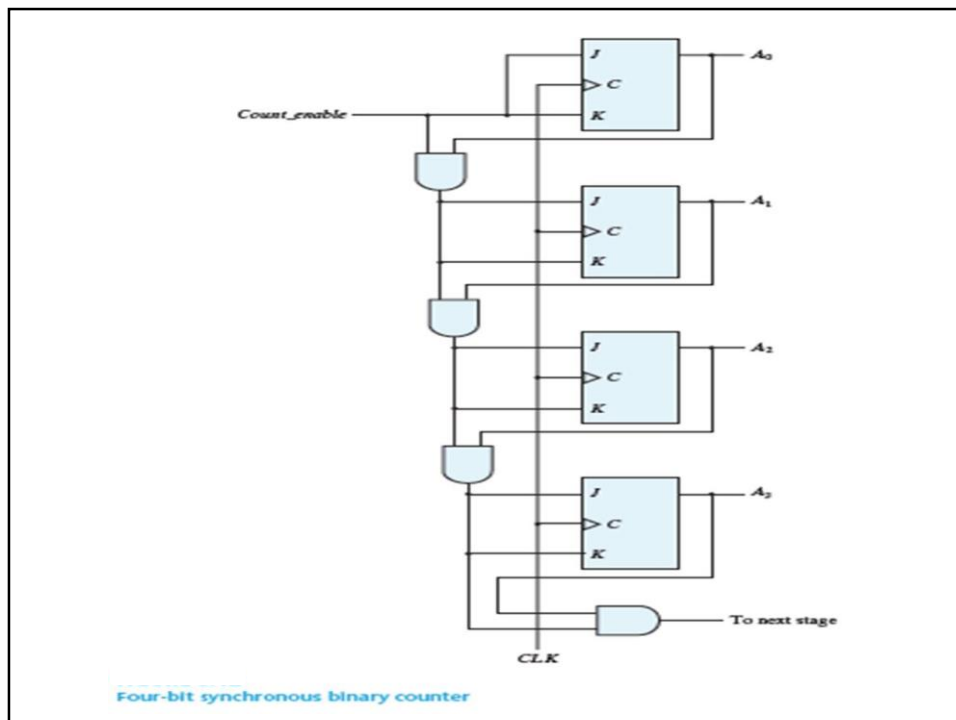 J
A₀
C
Count_enable
K
J
A₁
C
K
J
A₂
C
K
J
A₃
C
K
To next stage
CLK
Four-bit synchronous binary counter